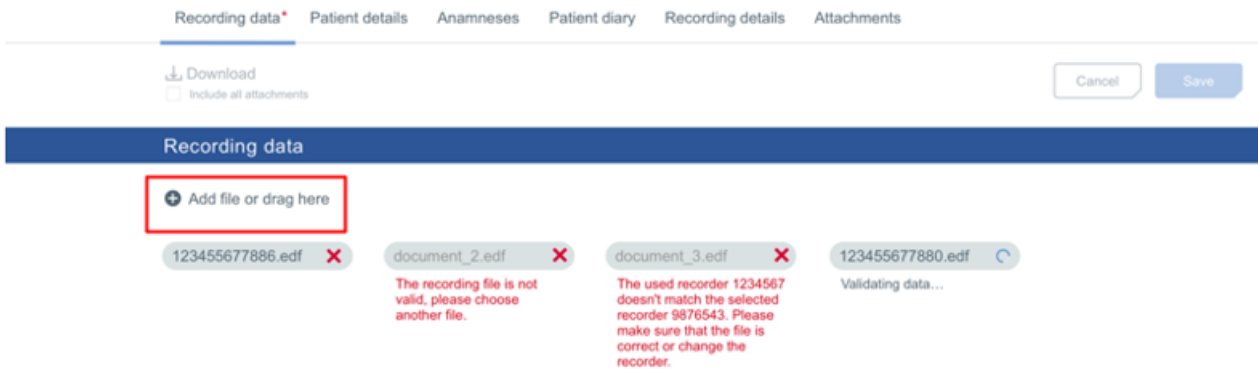 Recording data* Patient details Anamneses Patient diary Recording details Attachments
Download
Include all attachments
Cancel Save
Recording data
Add file or drag here
123455677886.edf document_2.edf document_3.edf 123455677880.edf
The recording file is not
valid, please choose
another file.
The used recorder 1234567
doesn't match the selected
recorder 9876543. Please
make sure that the file is
correct or change the
recorder.
Validating data...